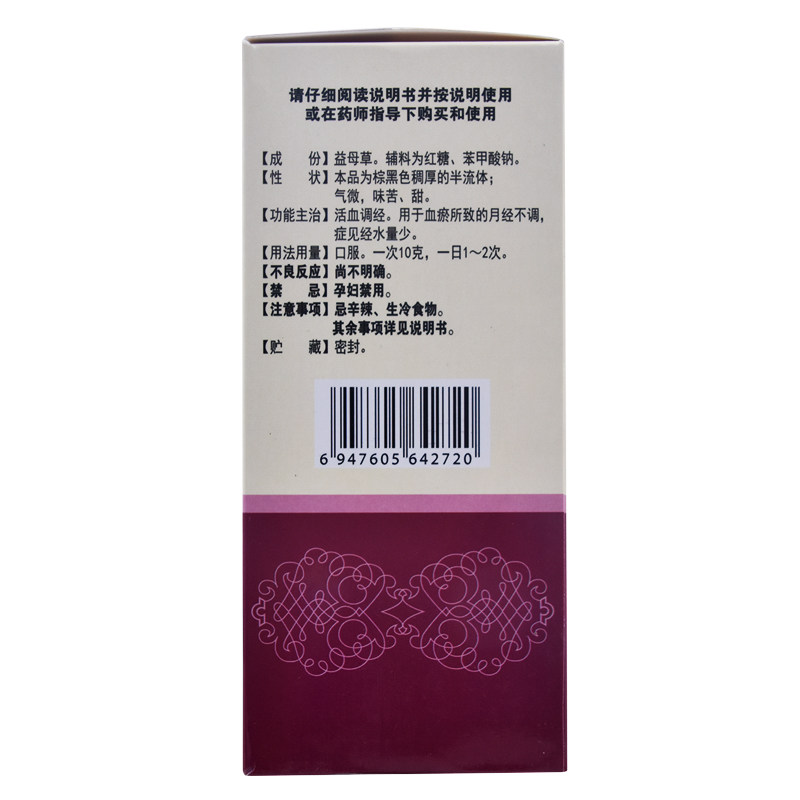 请仔细阅读说明书并按说明使用
或在药师指导下购买和使用
【成　份】益母草。辅料为红糖、苯甲酸钠。
【性　状】本品为棕黑色稠厚的半流体；
气微，味苦、甜。
【功能主治】活血调经。用于血瘀所致的月经不调，
症见经水量少。
【用法用量】口服。一次10克，一日1～2次。
【不良反应】尚不明确。
【禁　忌】孕妇禁用。
【注意事项】忌辛辣、生冷食物。
其余事项详见说明书。
【贮　藏】密封。
6 947605 642720